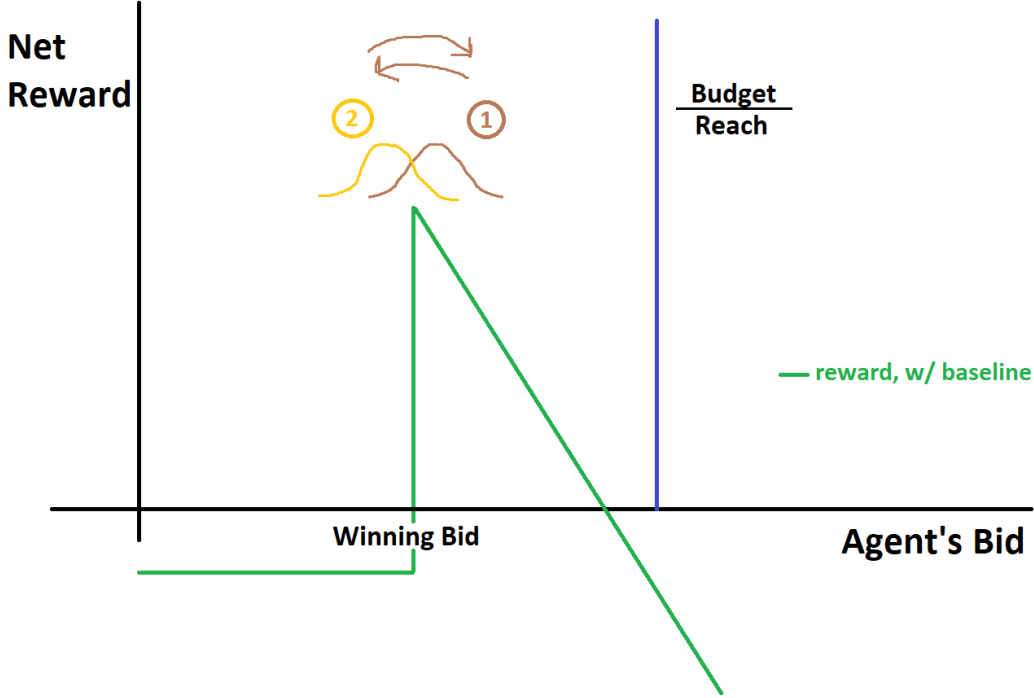 Net
Reward
2
1
Budget
Reach
reward, w/ baseline
Winning Bid
Agent's Bid